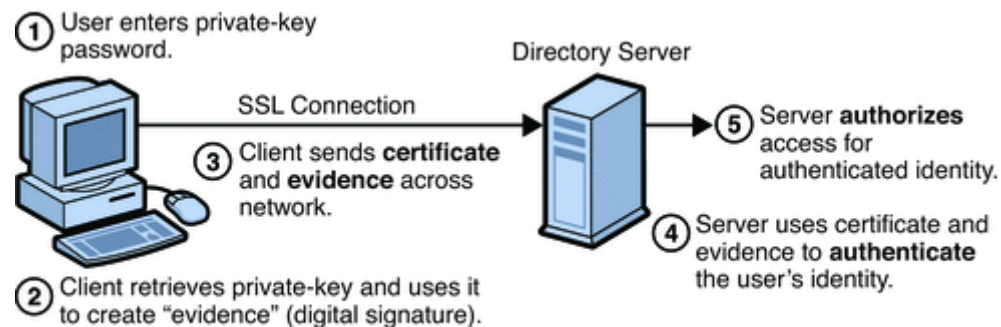 1 User enters private-key
password.
Directory Server
SSL Connection
3 Client sends certificate
and evidence across
network.
5 Server authorizes
access for
authenticated identity.
4 Server uses certificate and
evidence to authenticate
the user's identity.
2 Client retrieves private-key and uses it
to create “evidence” (digital signature).